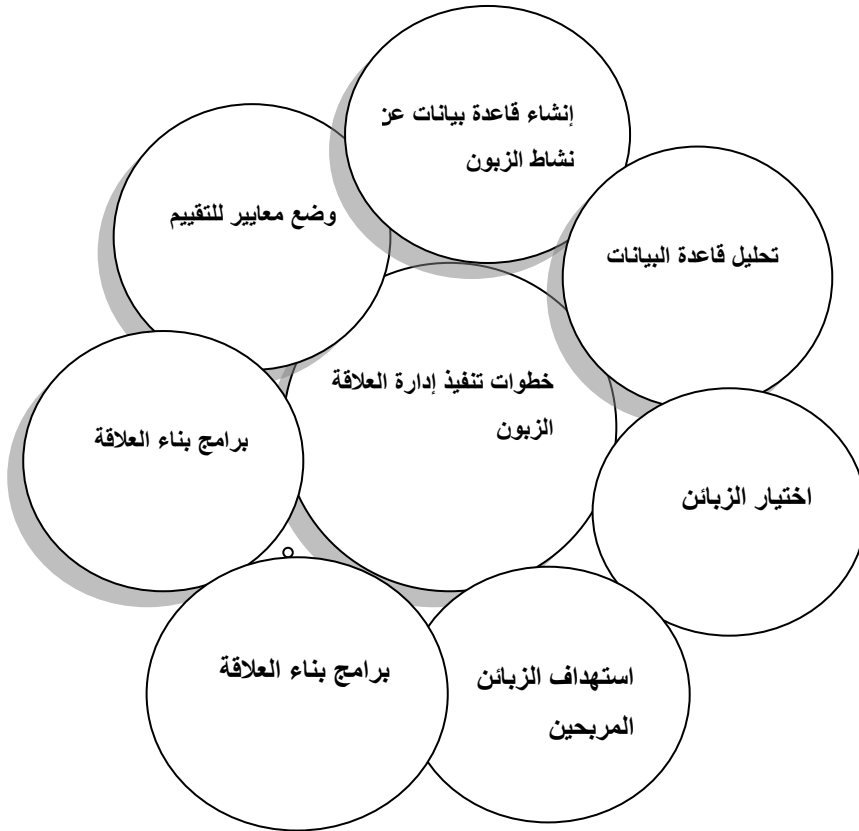 إنشاء قاعدة بيانات عن
نشاط الزبون
تحليل قاعدة البيانات
اختيار الزبائن
استهداف الزبائن
المربحين
برامج بناء العلاقة
برامج بناء العلاقة
وضع معايير للتقييم
خطوات تنفيذ إدارة العلاقة
الزبون